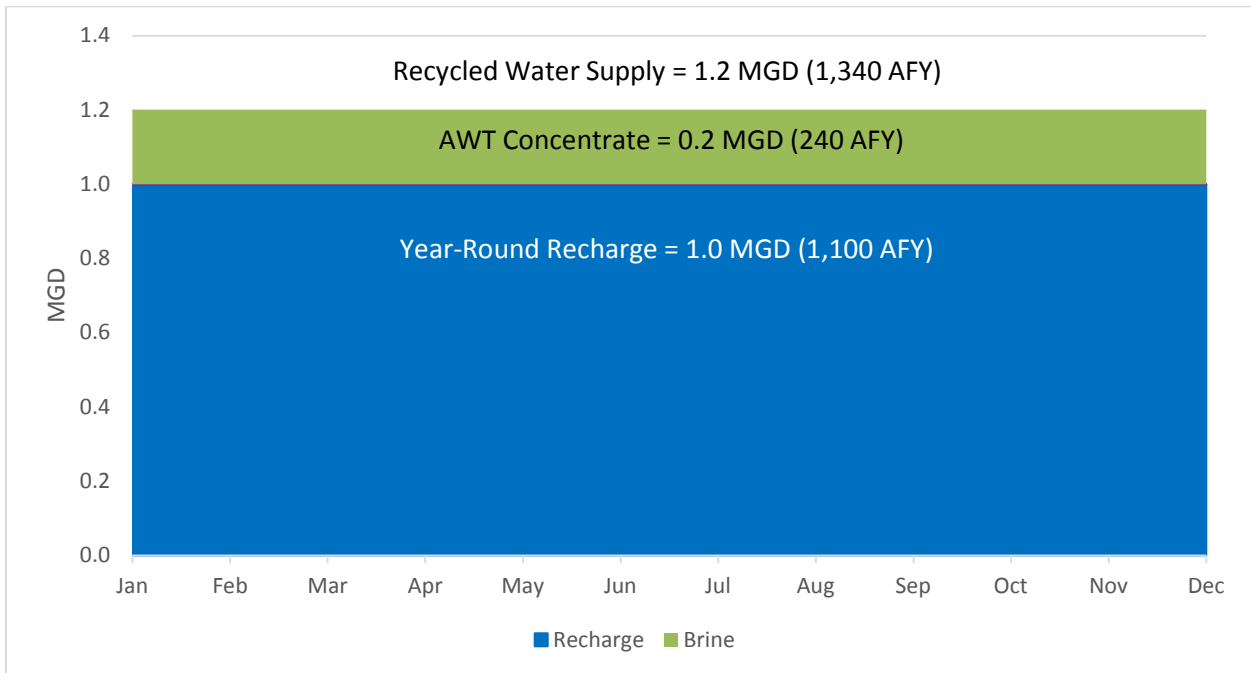 1.4
Recycled Water Supply = 1.2 MGD (1,340 AFY)
1.2
AWT Concentrate = 0.2 MGD (240 AFY)
1.0
Year-Round Recharge = 1.0 MGD (1,100 AFY)
0.8
MGD
0.6
0.4
0.2
0.0
Jan Feb Mar Apr May Jun Jul Aug Sep Oct Nov Dec
Recharge Brine